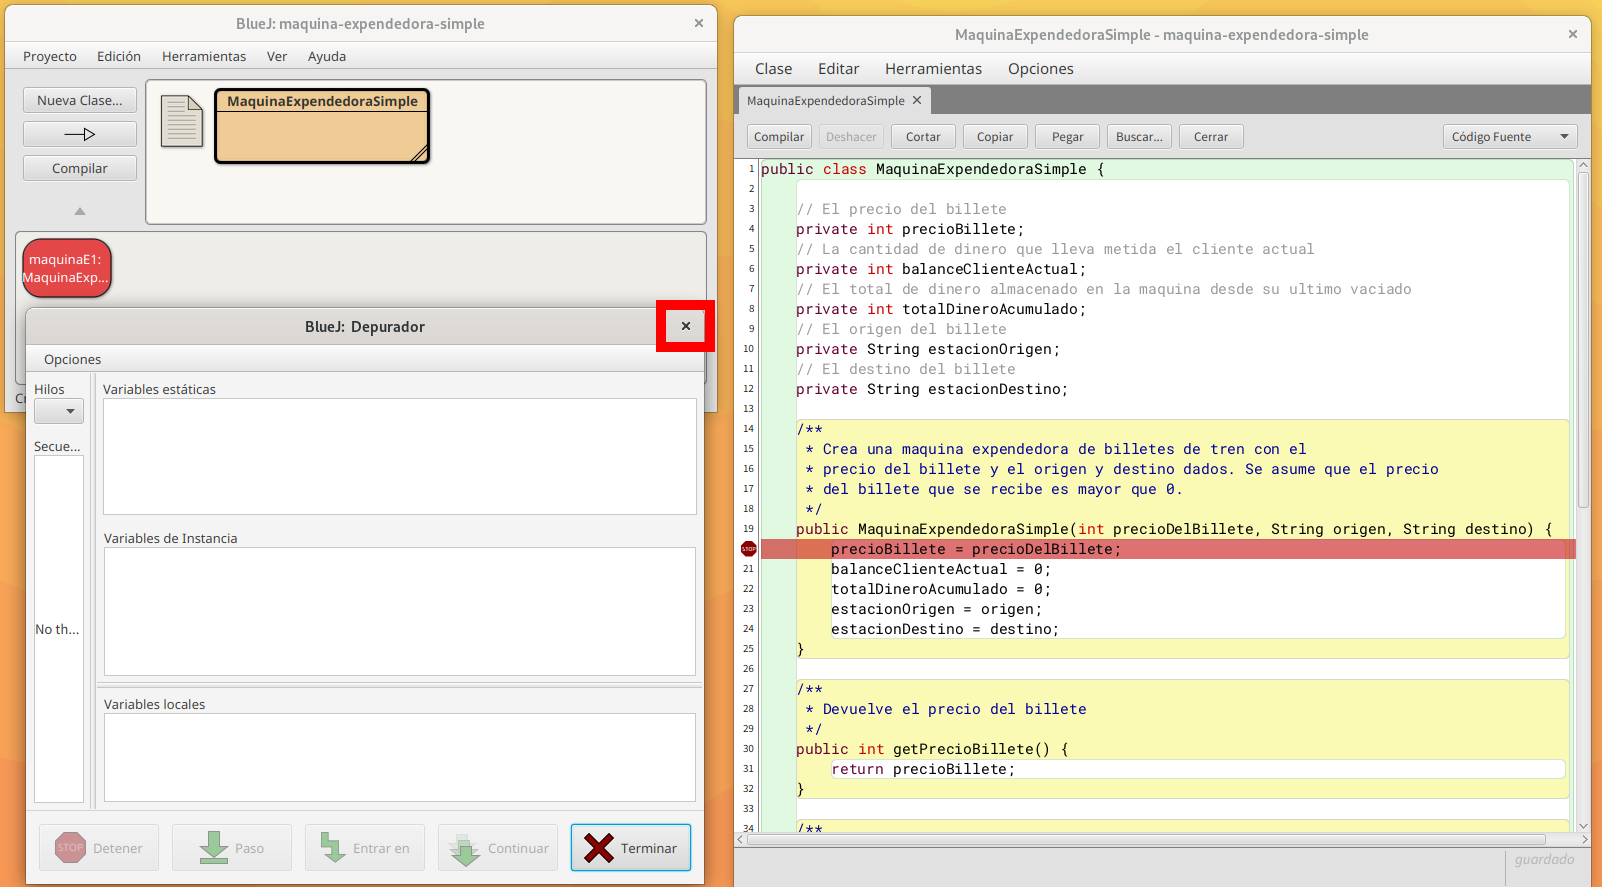 BlueJ: maquina-expendedora-simple
Proyecto Edición Herramientas Ver Ayuda
Nueva Clase...
Compilar
MaquinaExpendedoraSimple
maquinaE1:
MaquinaExp...
BlueJ: Depurador
Opciones
Hilos
Secue...
No th...
Variables estáticas
Variables de Instancia
Variables locales
STOP Detener Paso Entrar en Continuar Terminar
MaquinaExpendedoraSimple - maquina-expendedora-simple
Clase Editar Herramientas Opciones
MaquinaExpendedoraSimple
Compilar Deshacer Cortar Copiar Pegar Buscar... Cerrar Código Fuente
1 public class MaquinaExpendedoraSimple {
2
3 // El precio del billete
4 private int precioBillete;
5 // La cantidad de dinero que lleva metida el cliente actual
6 private int balanceClienteActual;
7 // El total de dinero almacenado en la maquina desde su ultimo vaciado
8 private int totalDineroAcumulado;
9 // El origen del billete
10 private String estacionOrigen;
11 // El destino del billete
12 private String estacionDestino;
13
14 /**
15 * Crea una maquina expendedora de billetes de tren con el
16 * precio del billete y el origen y destino dados. Se asume que el precio
17 * del billete que se recibe es mayor que 0.
18 */
19 public MaquinaExpendedoraSimple(int precioDelBillete, String origen, String destino) {
STOP precioBillete = precioDelBillete;
21 balanceClienteActual = 0;
22 totalDineroAcumulado = 0;
23 estacionOrigen = origen;
24 estacionDestino = destino;
25 }
26
27 /**
28 * Devuelve el precio del billete
29 */
30 public int getPrecioBillete() {
31 return precioBillete;
32 }
33
34 /**
guardado